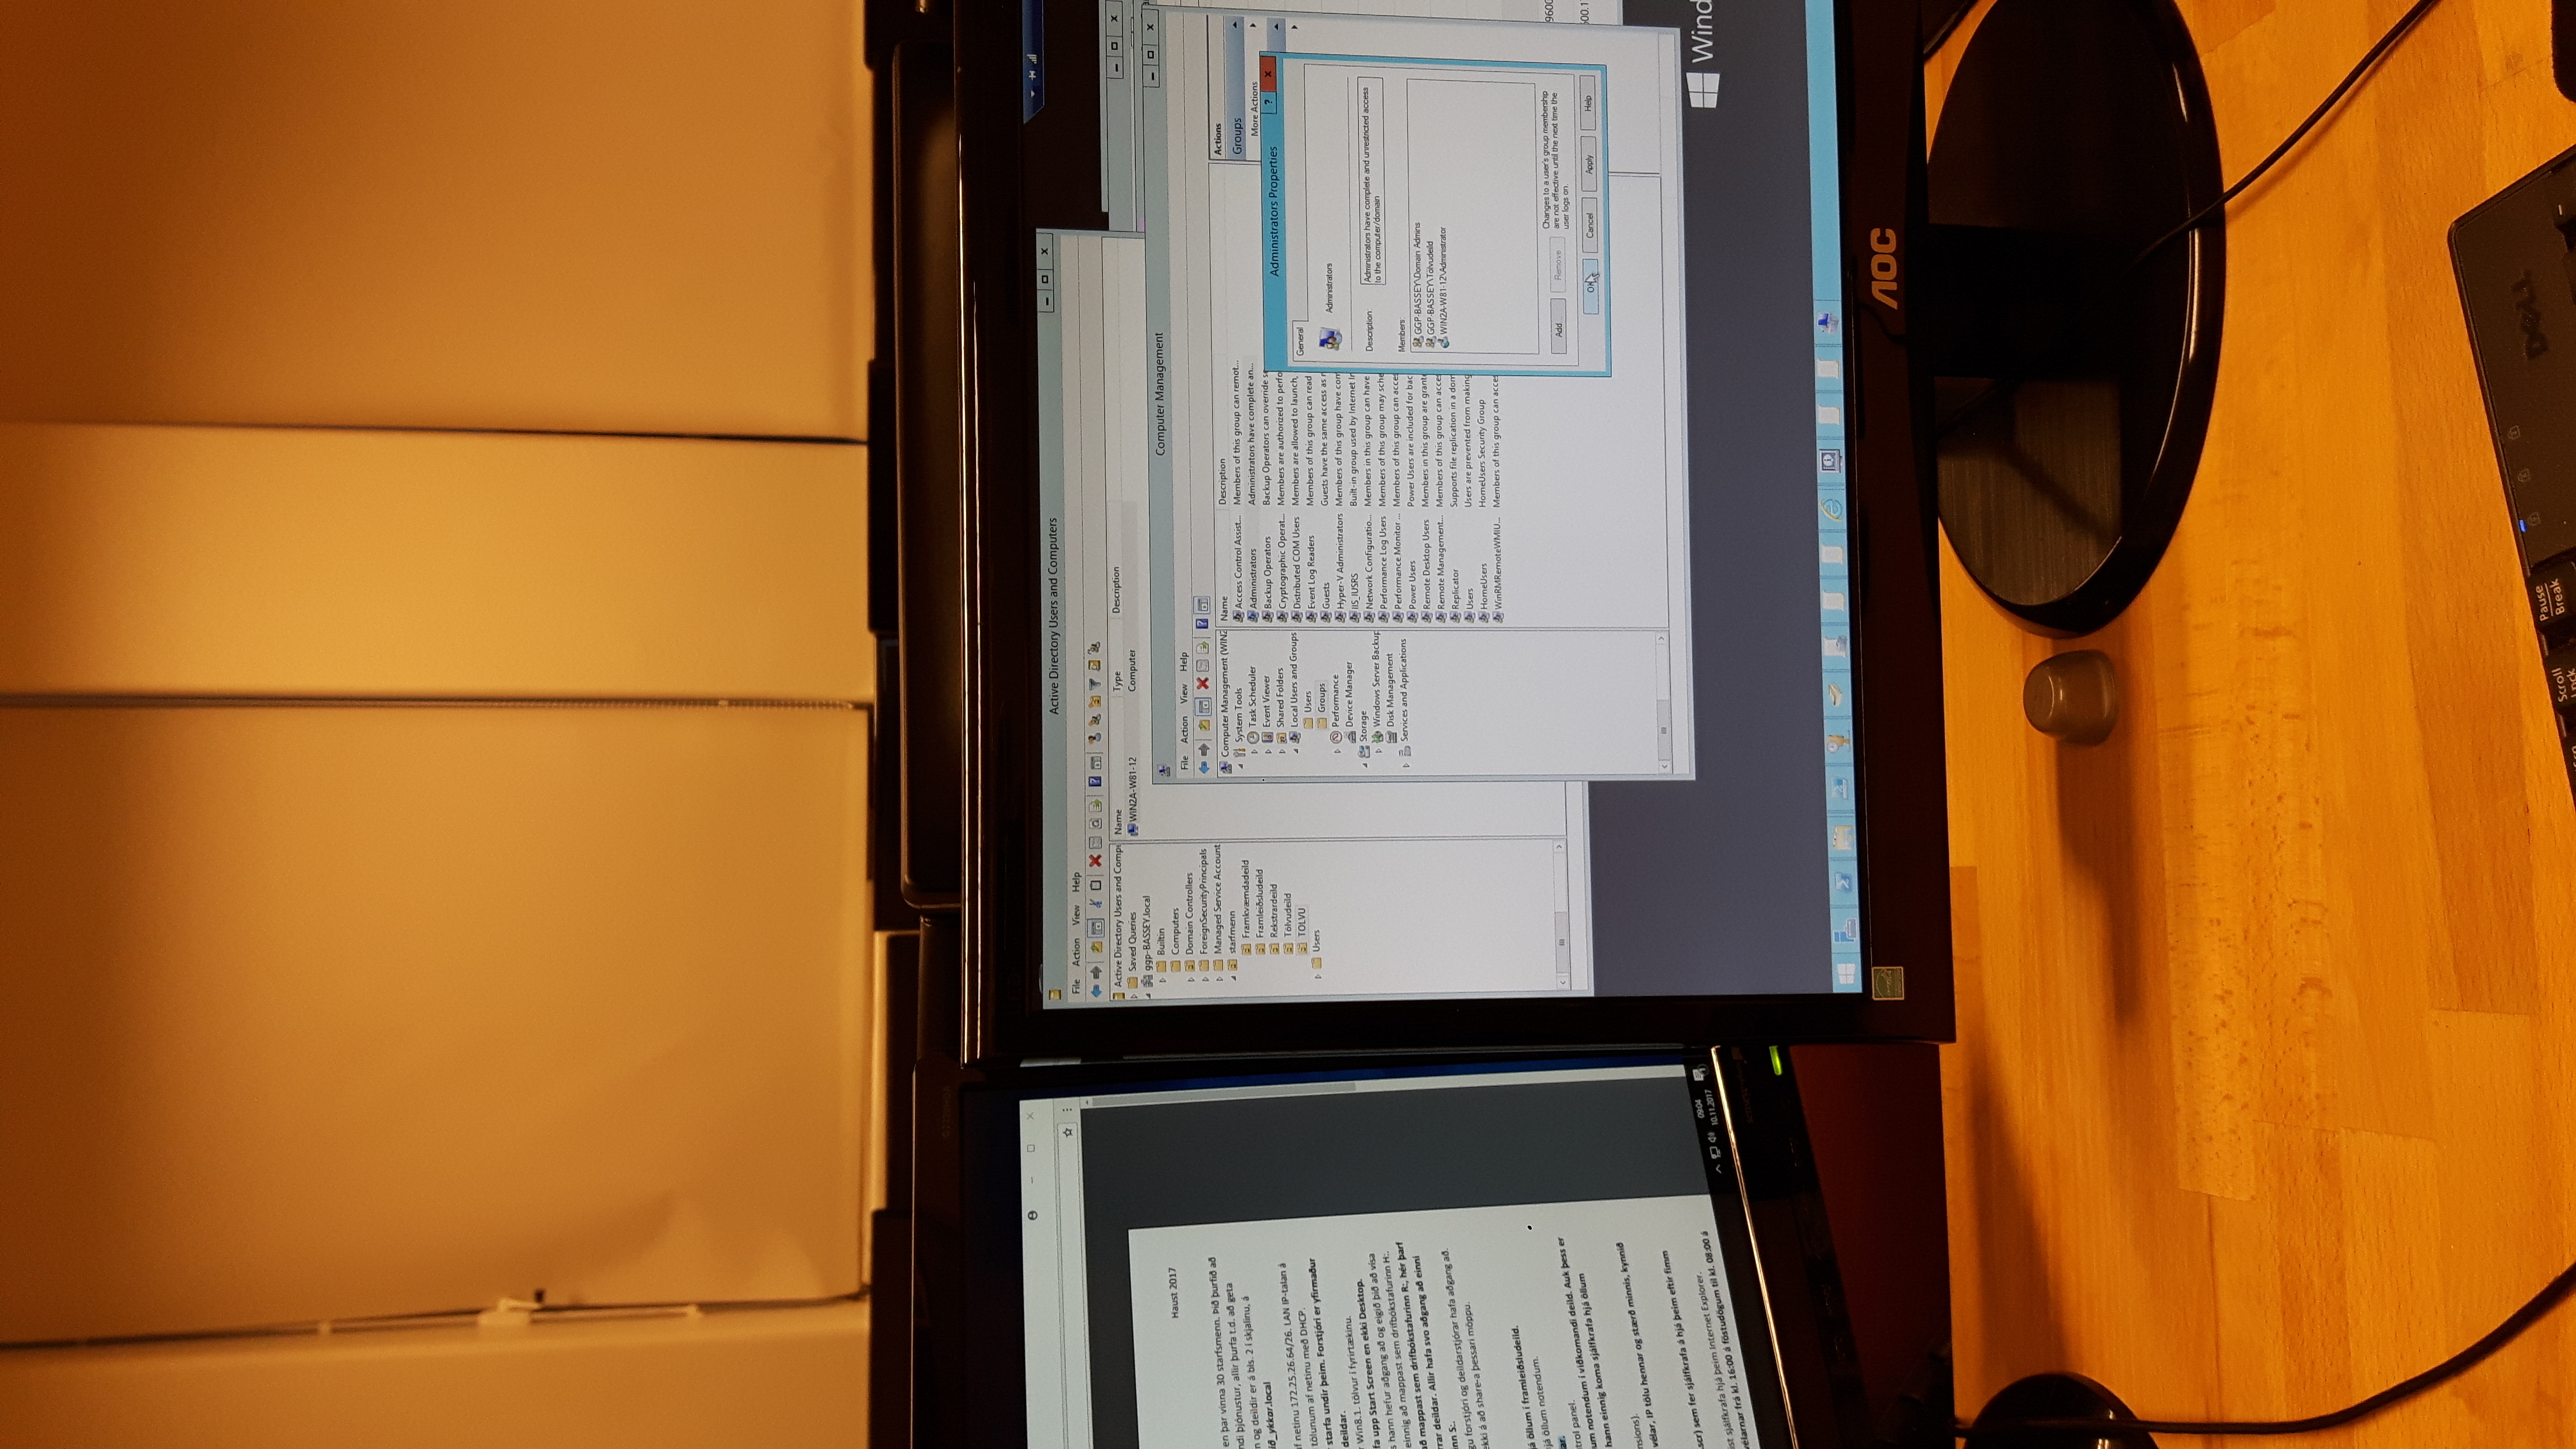 Haust 2017
en þar vinna 30 starfsmenn. Þið þurfið að
ndi þjónustur, allir þurfa t.d. að geta
n og deildir er á bls. 2 í skjalinu, á
ið_ykkar.local
af netinu 172.25.26.64/26. LAN IP-talan á
tölunum af netinu með DHCP.
starfa undir þeim. Forstjóri er yfirmaður
deildar.
r Win8.1. tölvur í fyrirtækinu.
fa upp Start Screen en ekki Desktop.
s hann hefur aðgang að og eigið þið að vísa
einnig að mappast sem drifbókstafurinn H:.
að mappast sem drifbókstafurinn R:, hér þarf
rrar deildar. Allir hafa svo aðgang að einni
inn S:.
gu forstjóri og deildarstjórar hafa aðgang að.
ekki á að share-a þessari möppu.
já öllum í framleiðsludeild.
já öllum notendum.
ar.
trol panel.
um notendum í viðkomandi deild. Auk þess er
hann einnig koma sjálfkrafa hjá öllum
nsions).
vélar, IP tölu hennar og stærð minnis, kynnið
.scr) sem fer sjálfkrafa á hjá þeim eftir fimm
ist sjálfkrafa hjá þeim Internet Explorer.
vélarnar frá kl. 16:00 á föstudögum til kl. 08:00 á
09:04
10.11.2017
Active Directory Users and Computers
File Action View Help
Active Directory Users and Compu
Saved Queries
ggp-BASSEY.local
Builtin
Computers
Domain Controllers
ForeignSecurityPrincipals
Managed Service Account
starfmenn
Framkvæmdadeild
Framleiðsludeild
Rekstrardeild
Tölvudeild
TOLVU
Users
Name Type Description
WIN2A-W81-12 Computer
Computer Management
File Action View Help
Computer Management (WIN2
System Tools
Task Scheduler
Event Viewer
Shared Folders
Local Users and Groups
Users
Groups
Performance
Device Manager
Storage
Windows Server Backup
Disk Management
Services and Applications
Name Description
Access Control Assist... Members of this group can remot...
Administrators Administrators have complete an...
Backup Operators Backup Operators can override se
Cryptographic Operat... Members are authorized to perfo
Distributed COM Users Members are allowed to launch,
Event Log Readers Members of this group can read
Guests Guests have the same access as m
Hyper-V Administrators Members of this group have com
IIS_IUSRS Built-in group used by Internet In
Network Configuratio... Members in this group can have
Performance Log Users Members of this group may sche
Performance Monitor ... Members of this group can acces
Power Users Power Users are included for bac
Remote Desktop Users Members in this group are grante
Remote Management... Members of this group can acces
Replicator Supports file replication in a dom
Users Users are prevented from making
HomeUsers HomeUsers Security Group
WinRMRemoteWMIU... Members of this group can acces
Actions
Groups
More Actions
Administrators Properties
General
Administrators
Description: Administrators have complete and unrestricted access
to the computer/domain
Members:
GGP-BASSEY\Domain Admins
GGP-BASSEY\Tölvudeild
WIN2A-W81-12\Administrator
Add... Remove
Changes to a user's group membership
are not effective until the next time the
user logs on.
OK Cancel Apply Help
9600
Wind
AOC
DELL
Scroll
Lock
Pause
Break